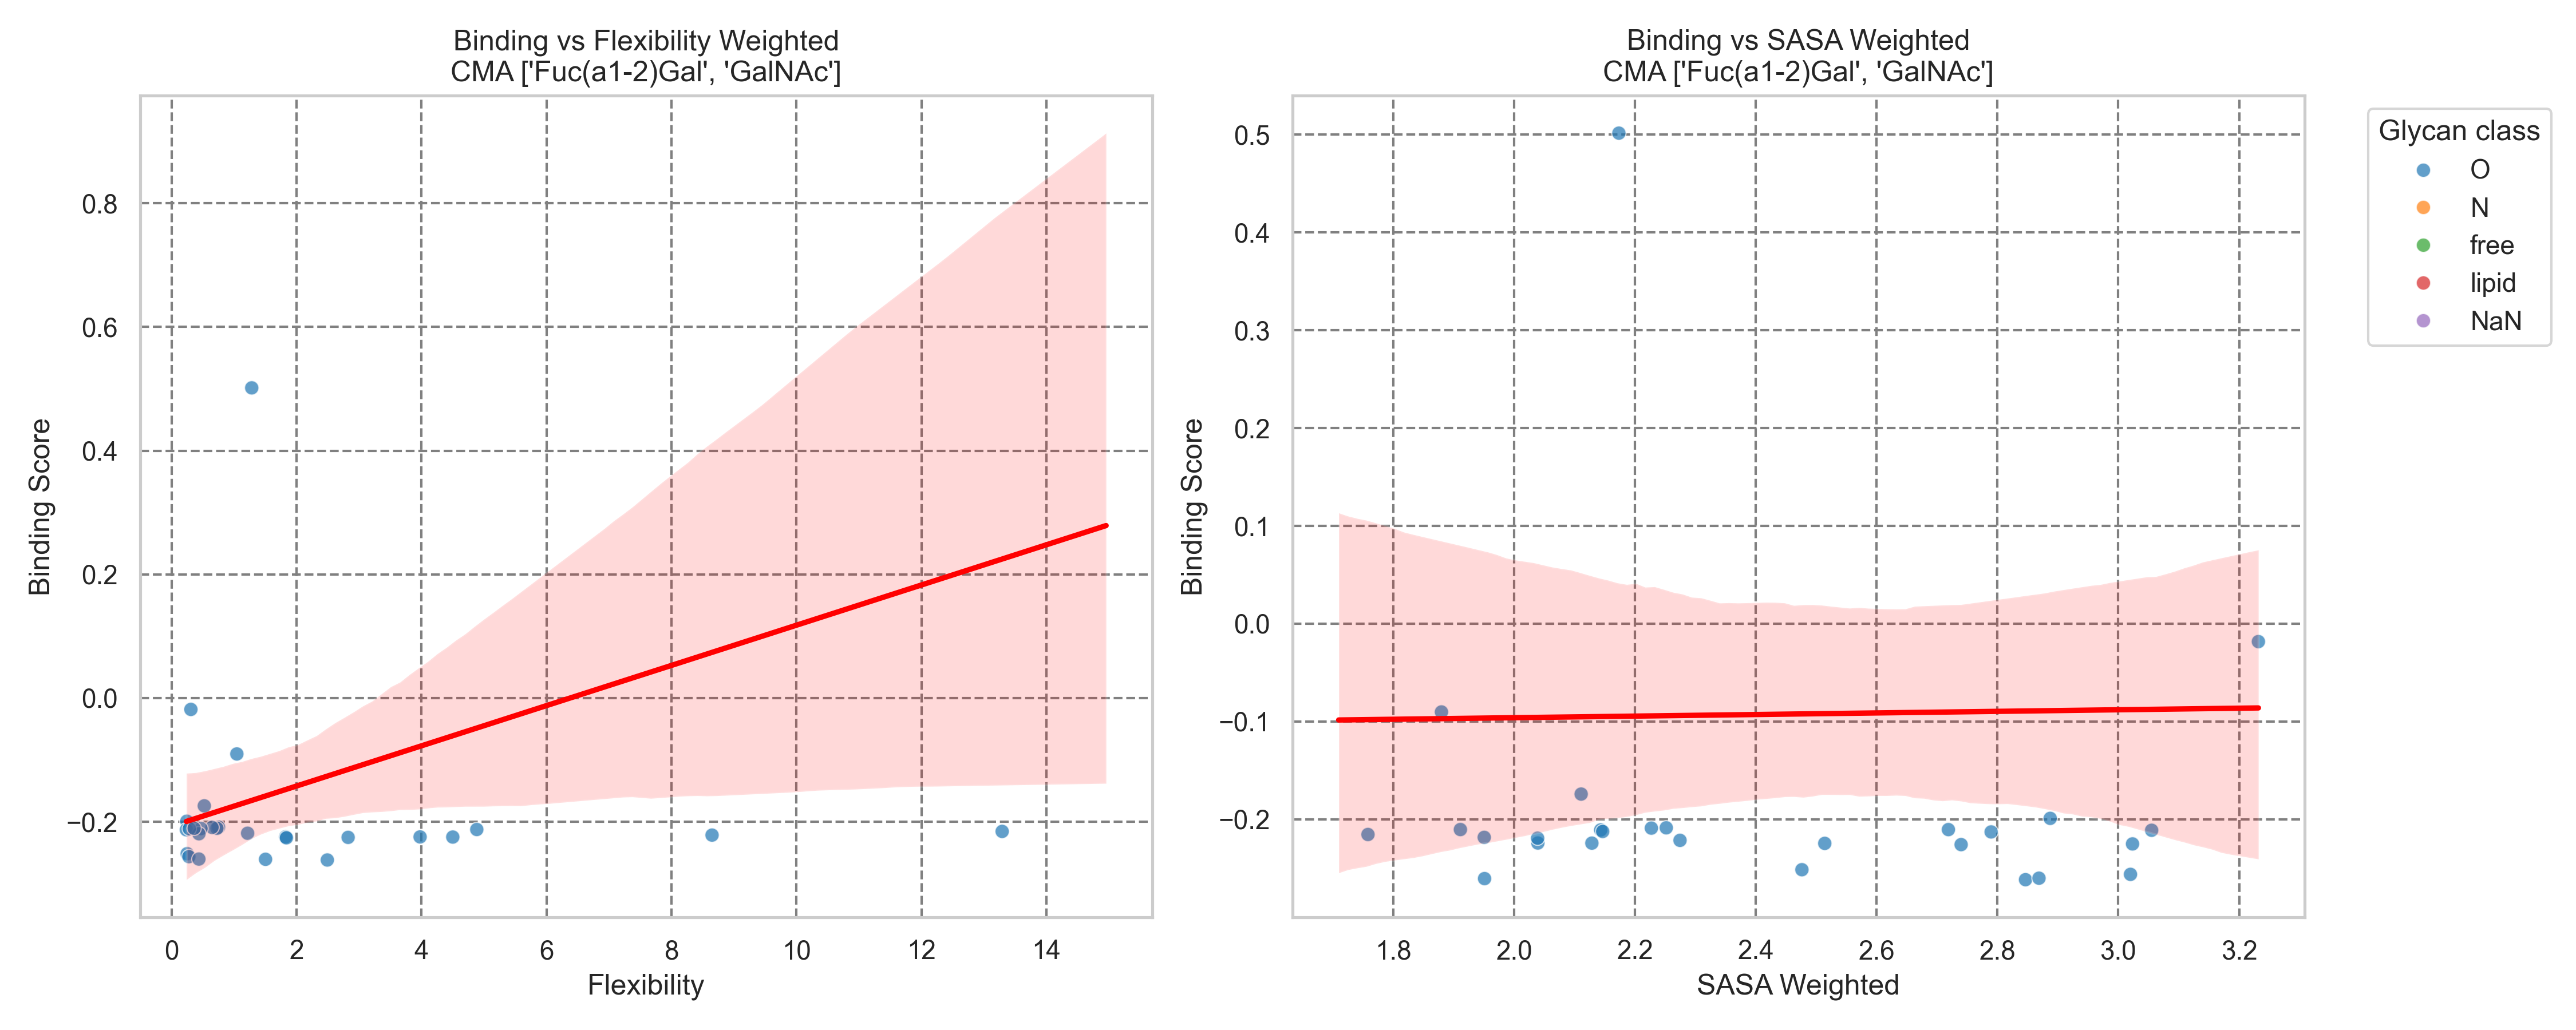 Binding vs Flexibility Weighted
CMA ['Fuc(a1-2)Gal', 'GalNAc']
Binding Score
0.8
0.6
0.4
0.2
0.0
−0.2
0 2 4 6 8 10 12 14
Flexibility
Binding vs SASA Weighted
CMA ['Fuc(a1-2)Gal', 'GalNAc']
Binding Score
0.5
0.4
0.3
0.2
0.1
0.0
−0.1
−0.2
1.8 2.0 2.2 2.4 2.6 2.8 3.0 3.2
SASA Weighted
Glycan class
O
N
free
lipid
NaN